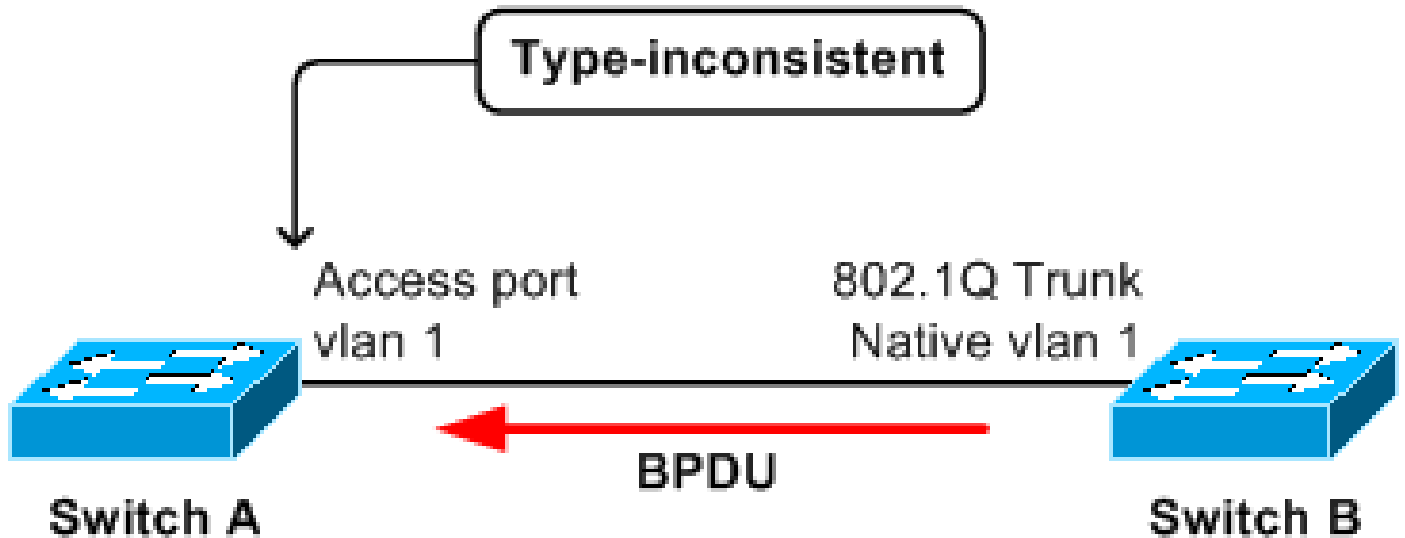 Type-inconsistent
Access port
vlan 1
802.1Q Trunk
Native vlan 1
BPDU
Switch A
Switch B